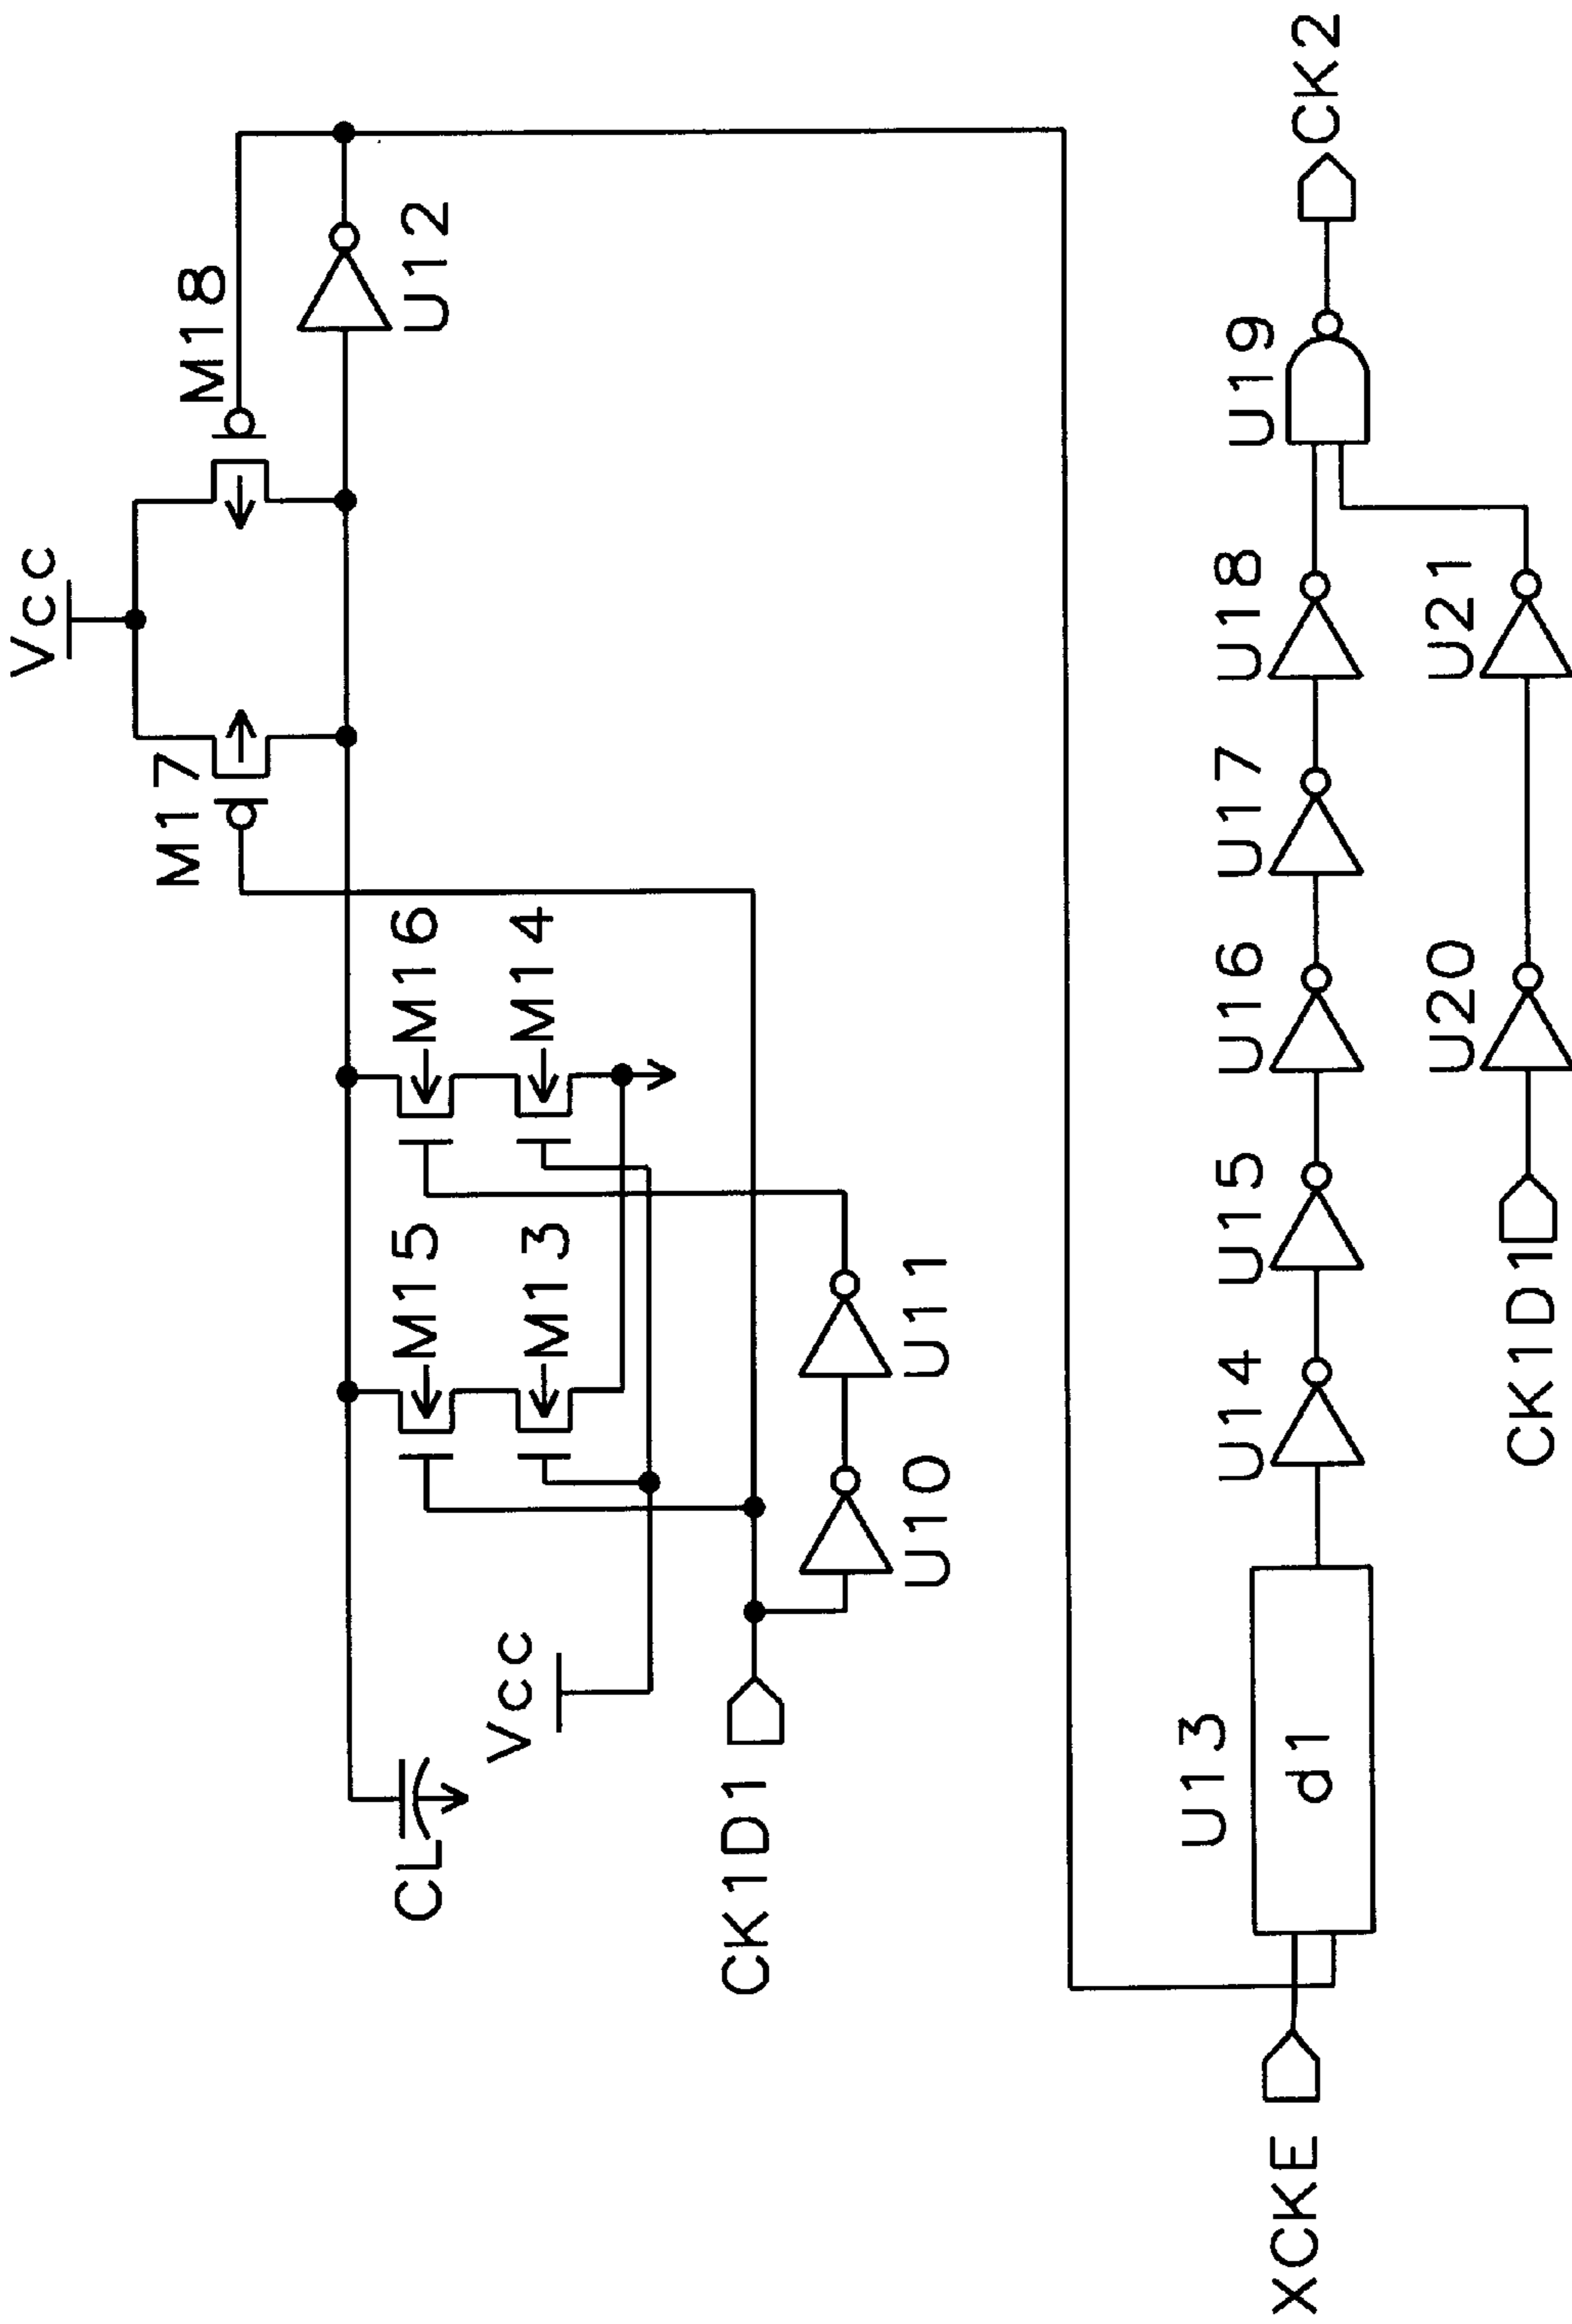 Vcc
M17
M18
M15
M16
M13
M14
U12
CL
Vcc
CK1D1
U10
U11
U13
d1
XCKE
U14
U15
U16
U17
U18
U19
CK2
CK1D1
U20
U21